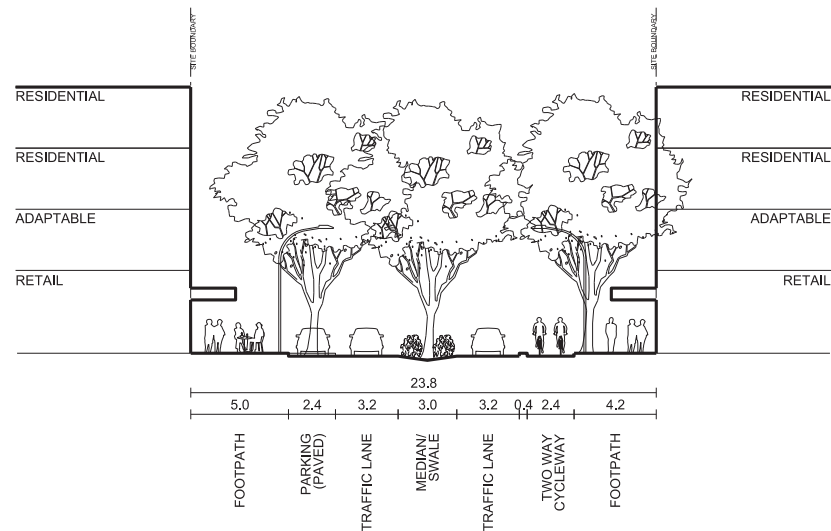 SITE BOUNDARY
SITE BOUNDARY
RESIDENTIAL
RESIDENTIAL
RESIDENTIAL
RESIDENTIAL
ADAPTABLE
ADAPTABLE
RETAIL
RETAIL
23.8
5.0 2.4 3.2 3.0 3.2 0.4 2.4 4.2
FOOTPATH
PARKING
(PAVED)
TRAFFIC LANE
MEDIAN/
SWALE
TRAFFIC LANE
TWO WAY
CYCLEWAY
FOOTPATH